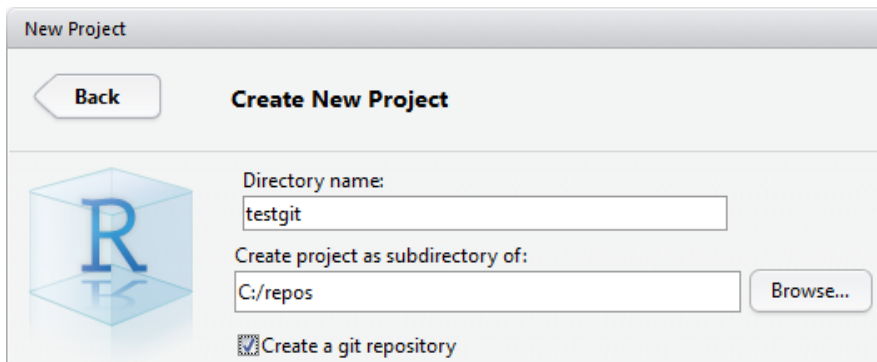 New Project
Back
Create New Project
R
Directory name:
testgit
Create project as subdirectory of:
C:/repos
Browse...
Create a git repository